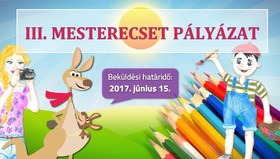 III. MESTERECSET PÁLYÁZAT
Beküldési határidő:
2017. június 15.